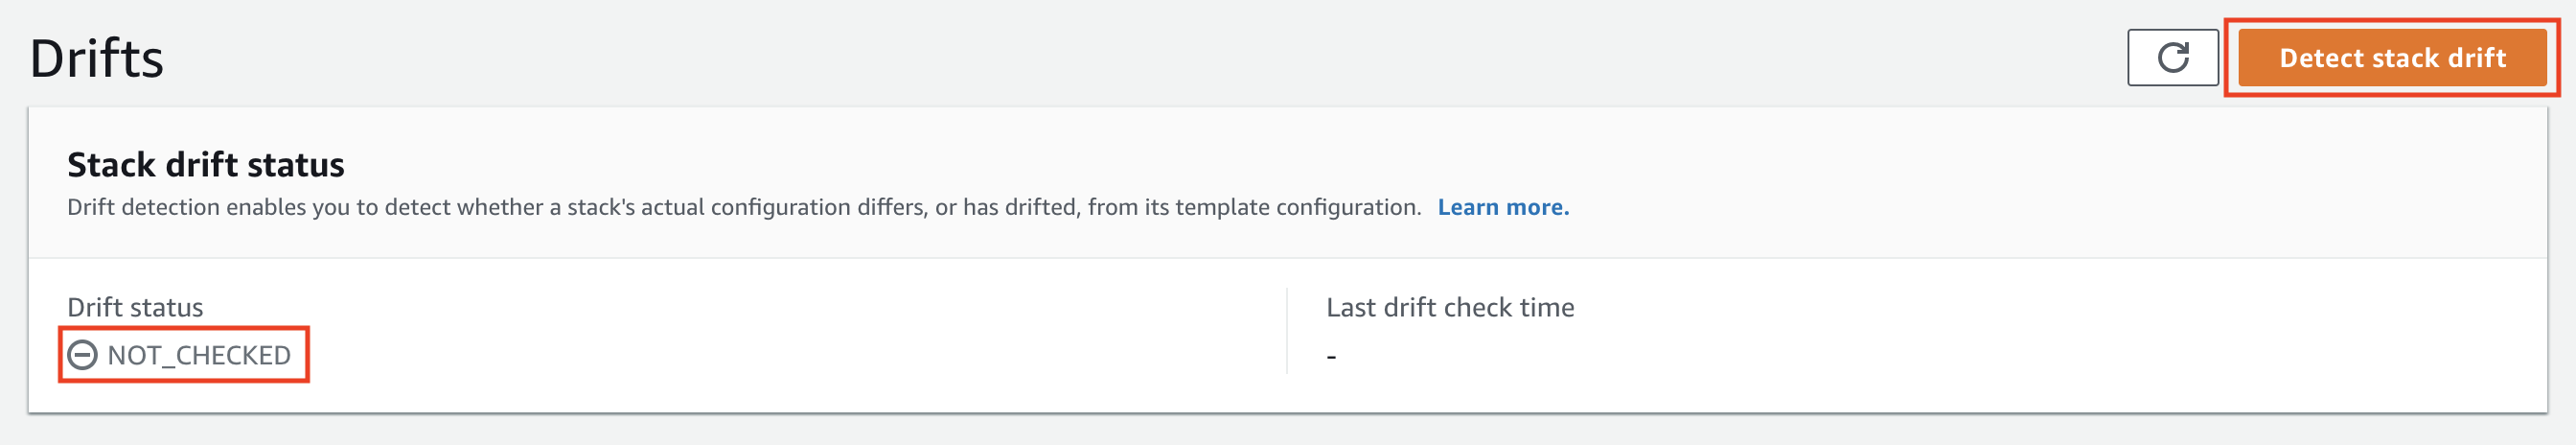 Drifts
Detect stack drift
Stack drift status
Drift detection enables you to detect whether a stack's actual configuration differs, or has drifted, from its template configuration. Learn more.
Drift status
NOT_CHECKED
Last drift check time
-